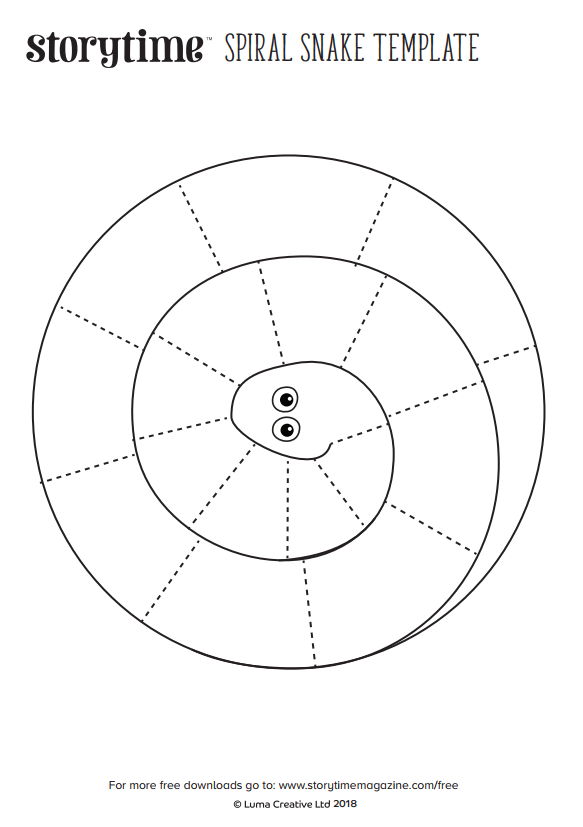 storytime™ SPIRAL SNAKE TEMPLATE
For more free downloads go to: www.storytimemagazine.com/free
© Luma Creative Ltd 2018